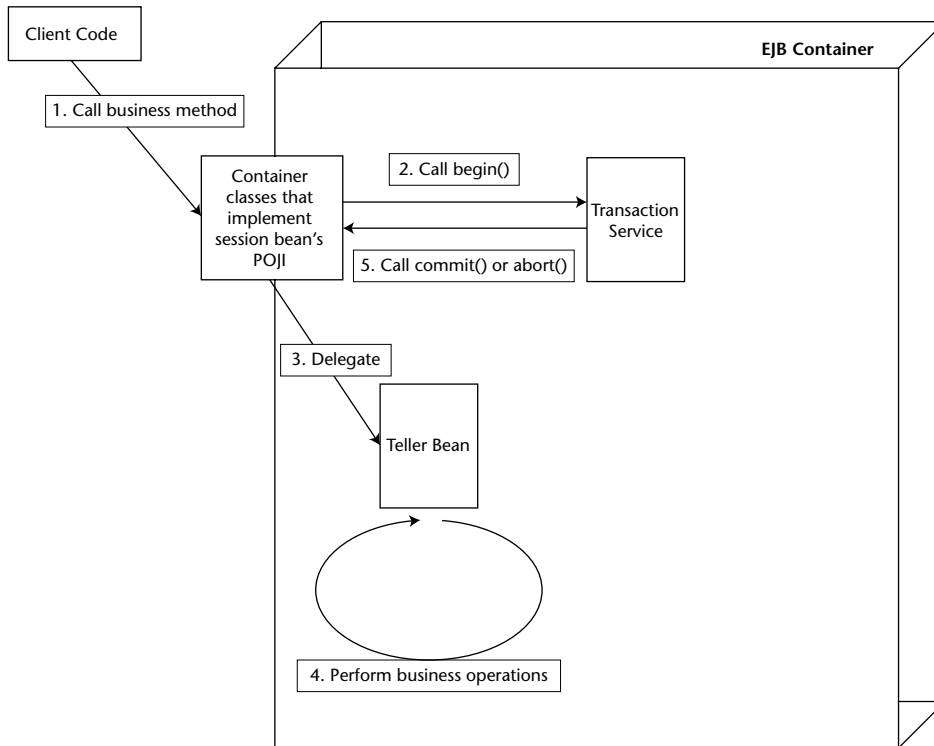 Client Code
EJB Container
1. Call business method
Container
classes that
implement
session bean's
POJI
2. Call begin()
Transaction
Service
5. Call commit() or abort()
3. Delegate
Teller Bean
4. Perform business operations